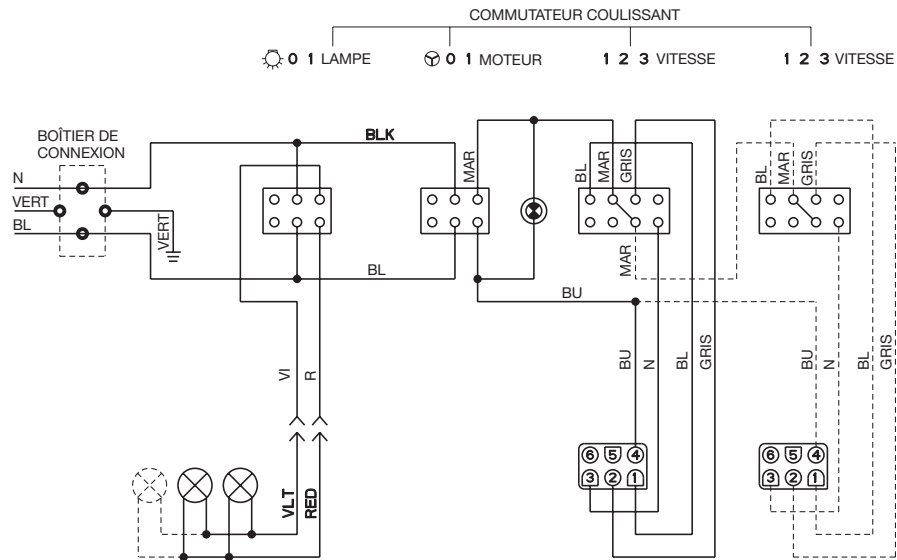 COMMUTATEUR COULISSANT
0 1 LAMPE
0 1 MOTEUR
1 2 3 VITESSE
1 2 3 VITESSE
BOÎTIER DE
CONNEXION
BLK
MAR
BL
MAR
GRIS
BL
MAR
GRIS
N
VERT
BL
VERT
BL
MAR
BU
VI
R
BU
N
BL
GRIS
BU
N
BL
GRIS
6 5 4
3 2 1
6 5 4
3 2 1
VLT
RED